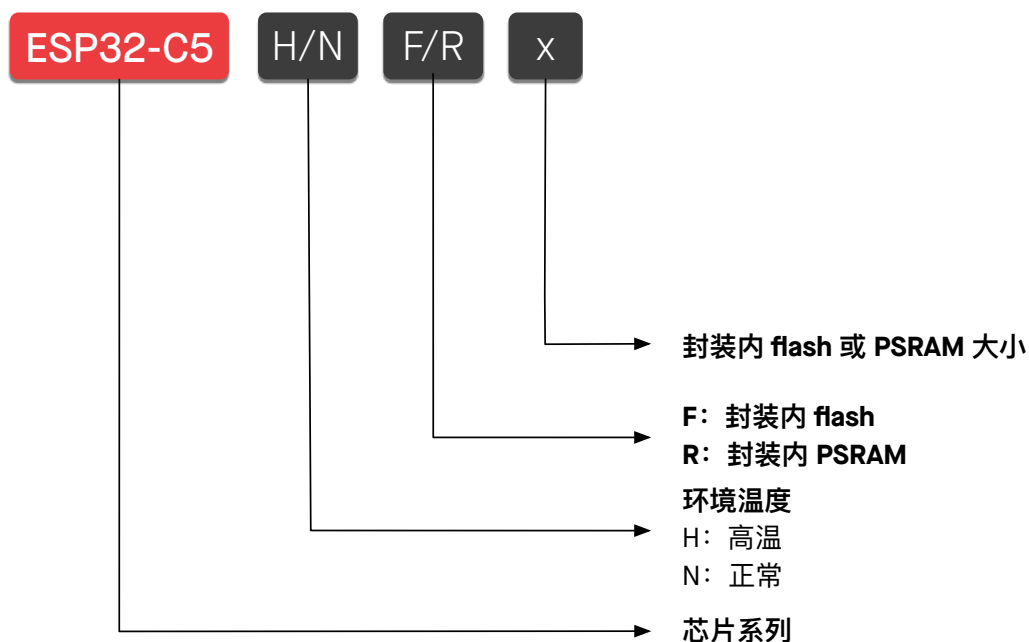 ESP32-C5 H/N F/R x
封装内 flash 或 PSRAM 大小
F：封装内 flash
R：封装内 PSRAM
环境温度
H：高温
N：正常
芯片系列